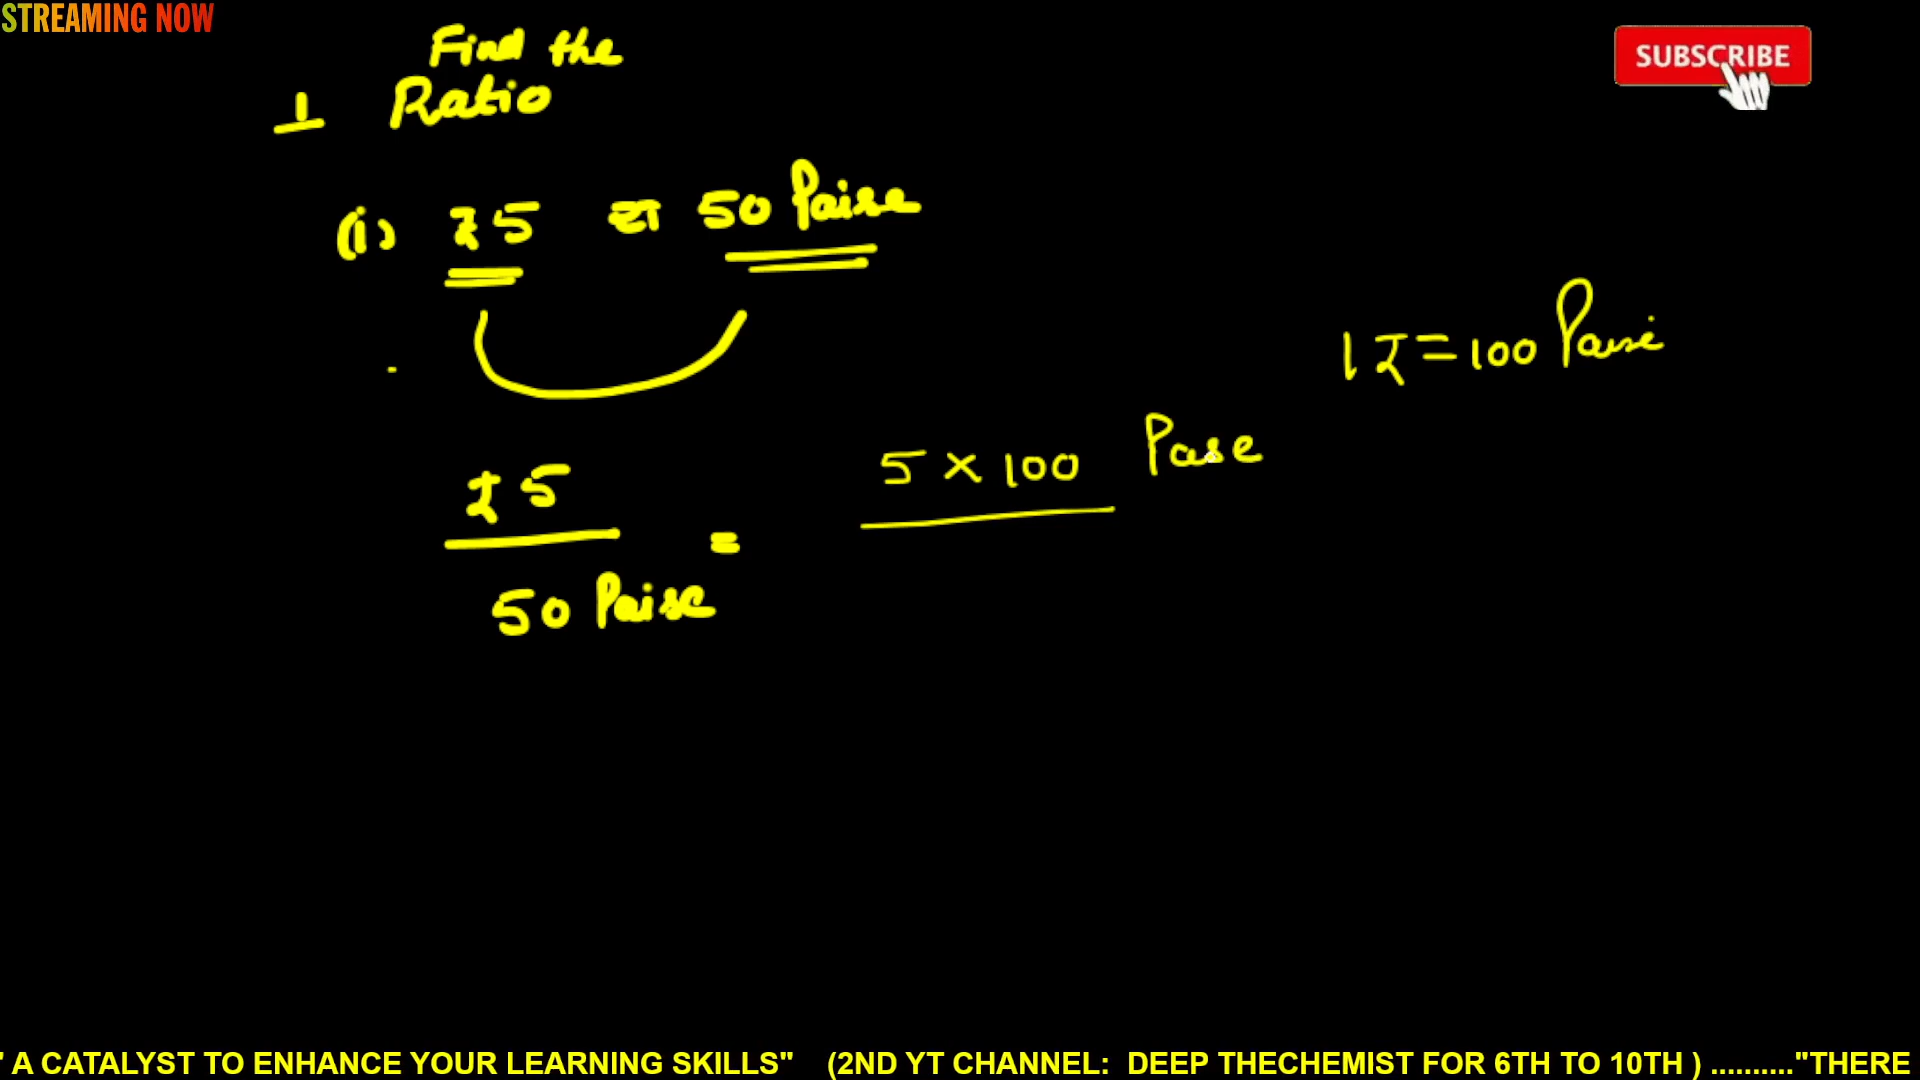 STREAMING NOW
SUBSCRIBE
Find the
1 Ratio
(i) ₹5 to 50 Paise
1 ₹ = 100 Paise
₹5 = 5 × 100 Pase
50 Paise
" A CATALYST TO ENHANCE YOUR LEARNING SKILLS" (2ND YT CHANNEL: DEEP THECHEMIST FOR 6TH TO 10TH ) .........."THERE